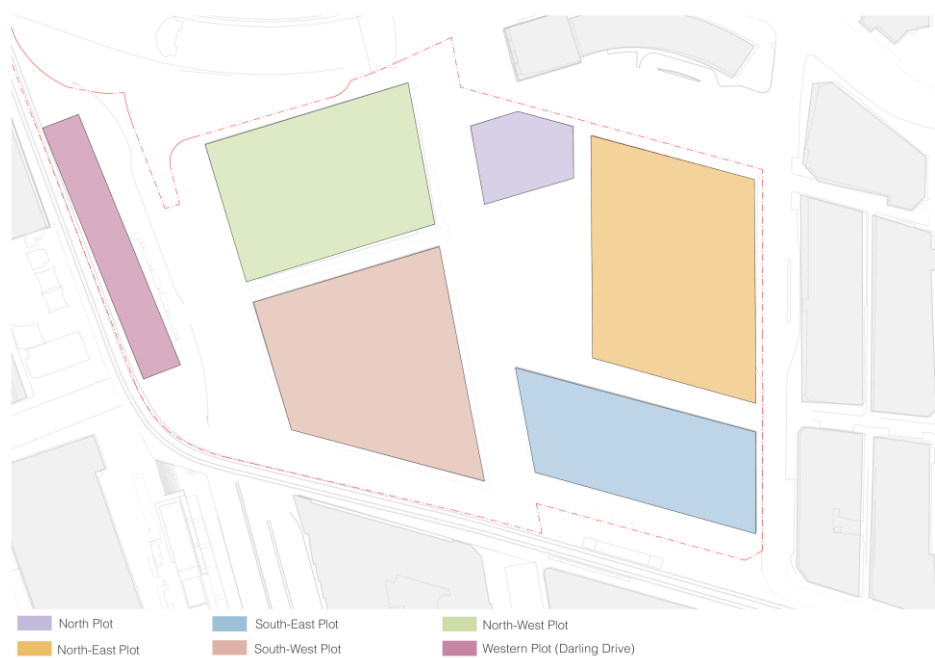 North Plot
South-East Plot
North-West Plot
North-East Plot
South-West Plot
Western Plot (Darling Drive)